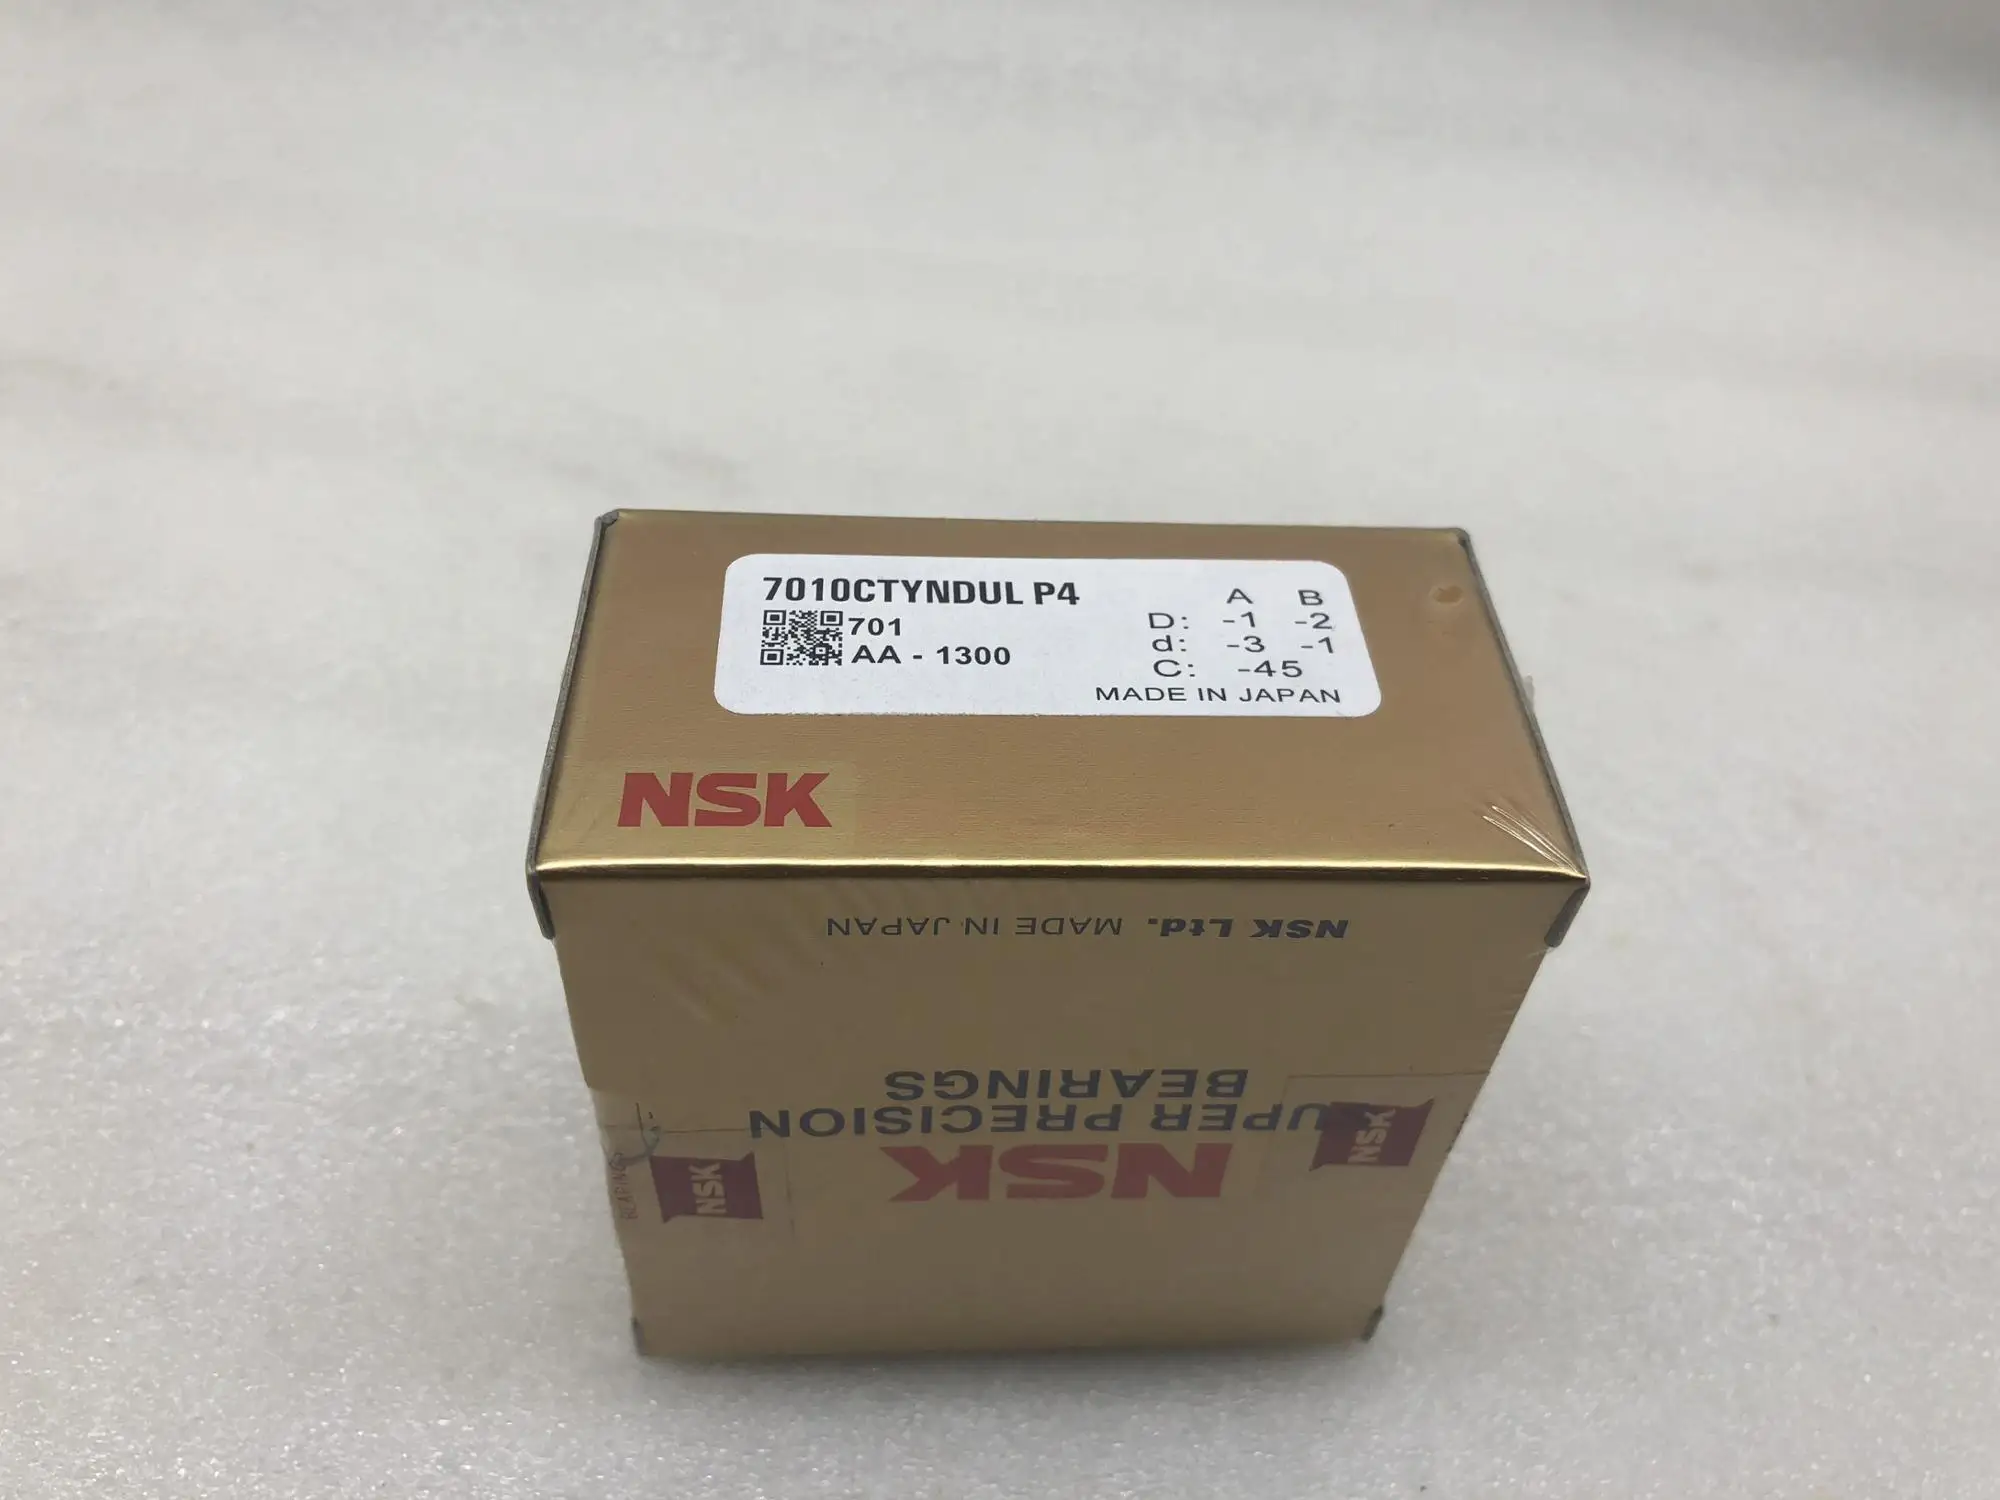 7010CTYNDUL P4
701
AA - 1300
A B
D: -1 -2
d: -3 -1
C: -45
MADE IN JAPAN
NSK
NSK Ltd. MADE IN JAPAN
NSK
UPER PRECISION
BEARINGS
NSK
NSK
BEARINGS